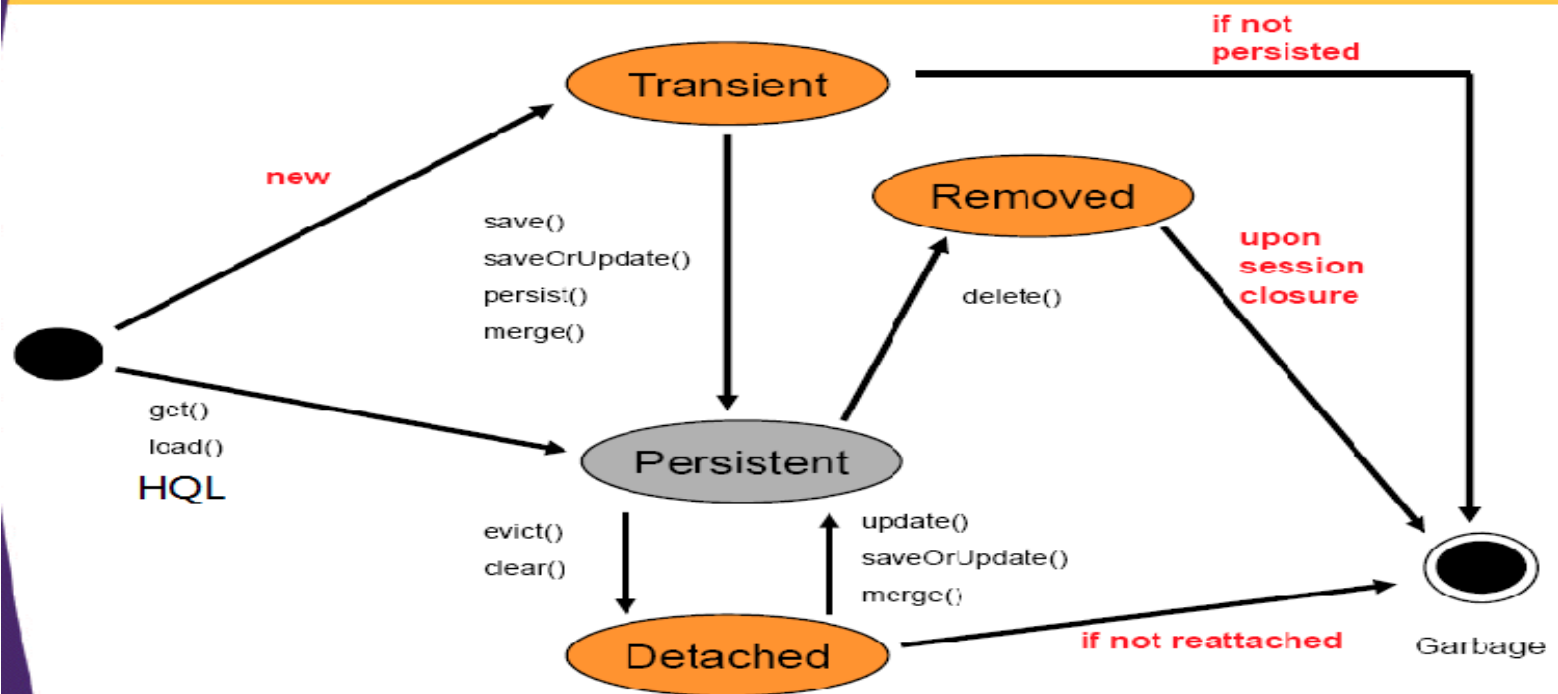 if not
persisted
Transient
new
Removed
save()
saveOrUpdate()
persist()
merge()
upon
session
closure
delete()
get()
load()
HQL
Persistent
evict()
clear()
update()
saveOrUpdate()
merge()
Detached
if not reattached
Garbage